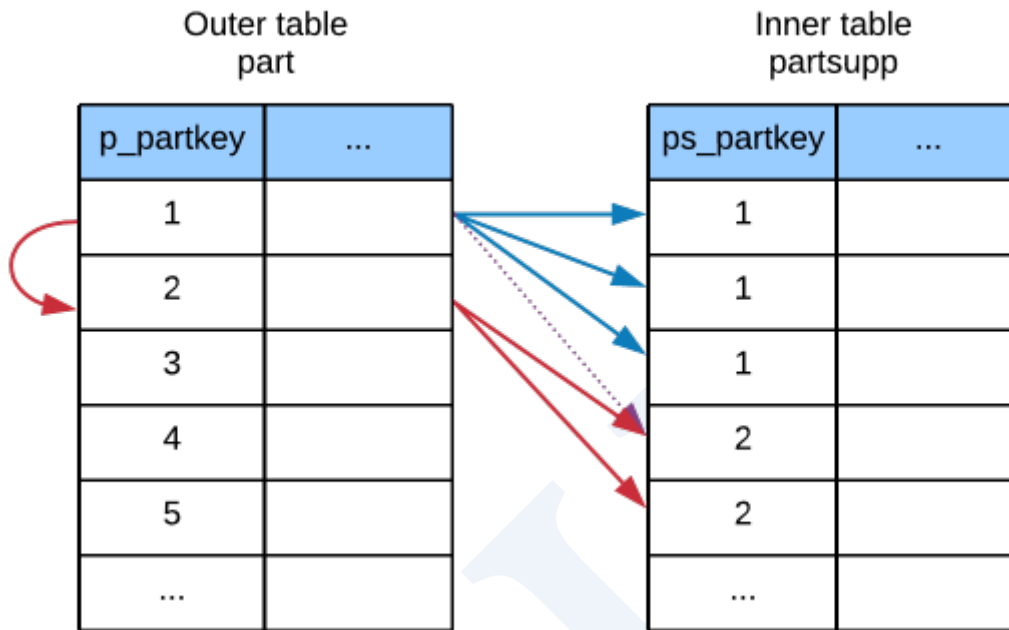 Outer table
part
Inner table
partsupp
p_partkey ...
ps_partkey ...
1
1
2
1
3
1
4
2
5
2
...
...